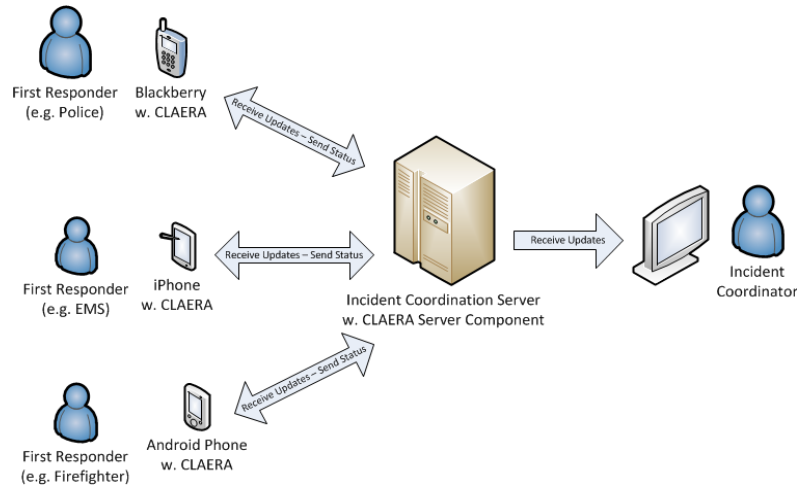 First Responder
(e.g. Police)
Blackberry
w. CLAERA
Receive Updates – Send Status
First Responder
(e.g. EMS)
iPhone
w. CLAERA
Receive Updates – Send Status
Incident Coordination Server
w. CLAERA Server Component
Receive Updates
Incident
Coordinator
First Responder
(e.g. Firefighter)
Android Phone
w. CLAERA
Receive Updates – Send Status